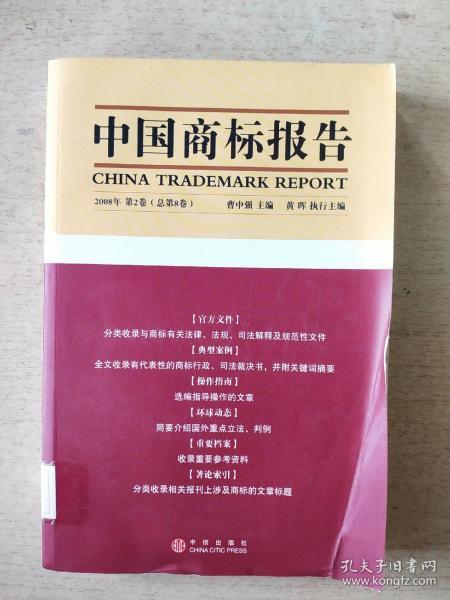 中国商标报告
CHINA TRADEMARK REPORT
2008年 第2卷（总第8卷） 曹中强 主编 黄晖 执行主编
【官方文件】
分类收录与商标有关法律、法规、司法解释及规范性文件
【典型案例】
全文收录有代表性的商标行政、司法裁决书，并附关键词摘要
【操作指南】
选编指导操作的文章
【环球动态】
简要介绍国外重点立法、判例
【重要档案】
收录重要参考资料
【著论索引】
分类收录相关报刊上涉及商标的文章标题
中信出版社
CHINA CITIC PRESS
孔夫子旧书网
www.kongfz.com